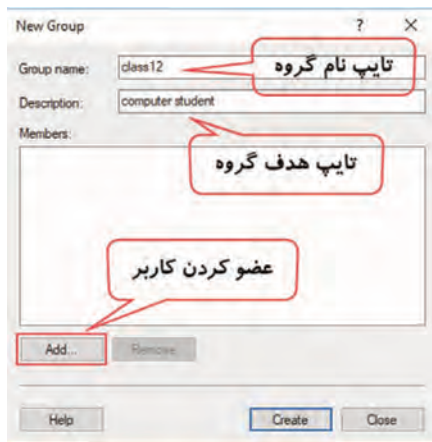 New Group
? X
Group name: class12
تایپ نام گروه
Description: computer student
Members:
تایپ هدف گروه
عضو کردن کاربر
Add... Remove
Help Create Close